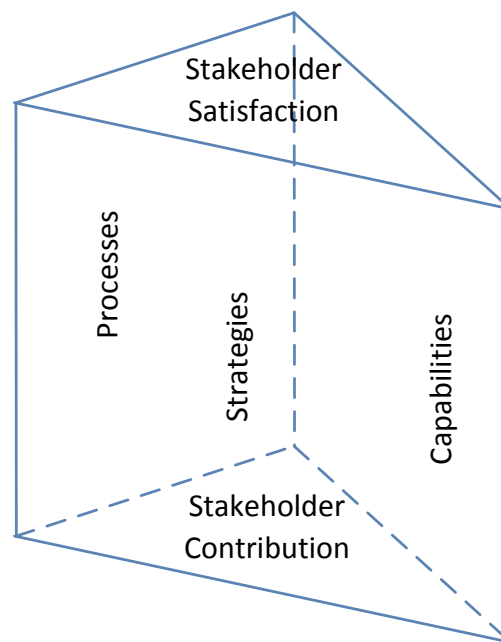 Stakeholder
Satisfaction
Processes
Strategies
Capabilities
Stakeholder
Contribution